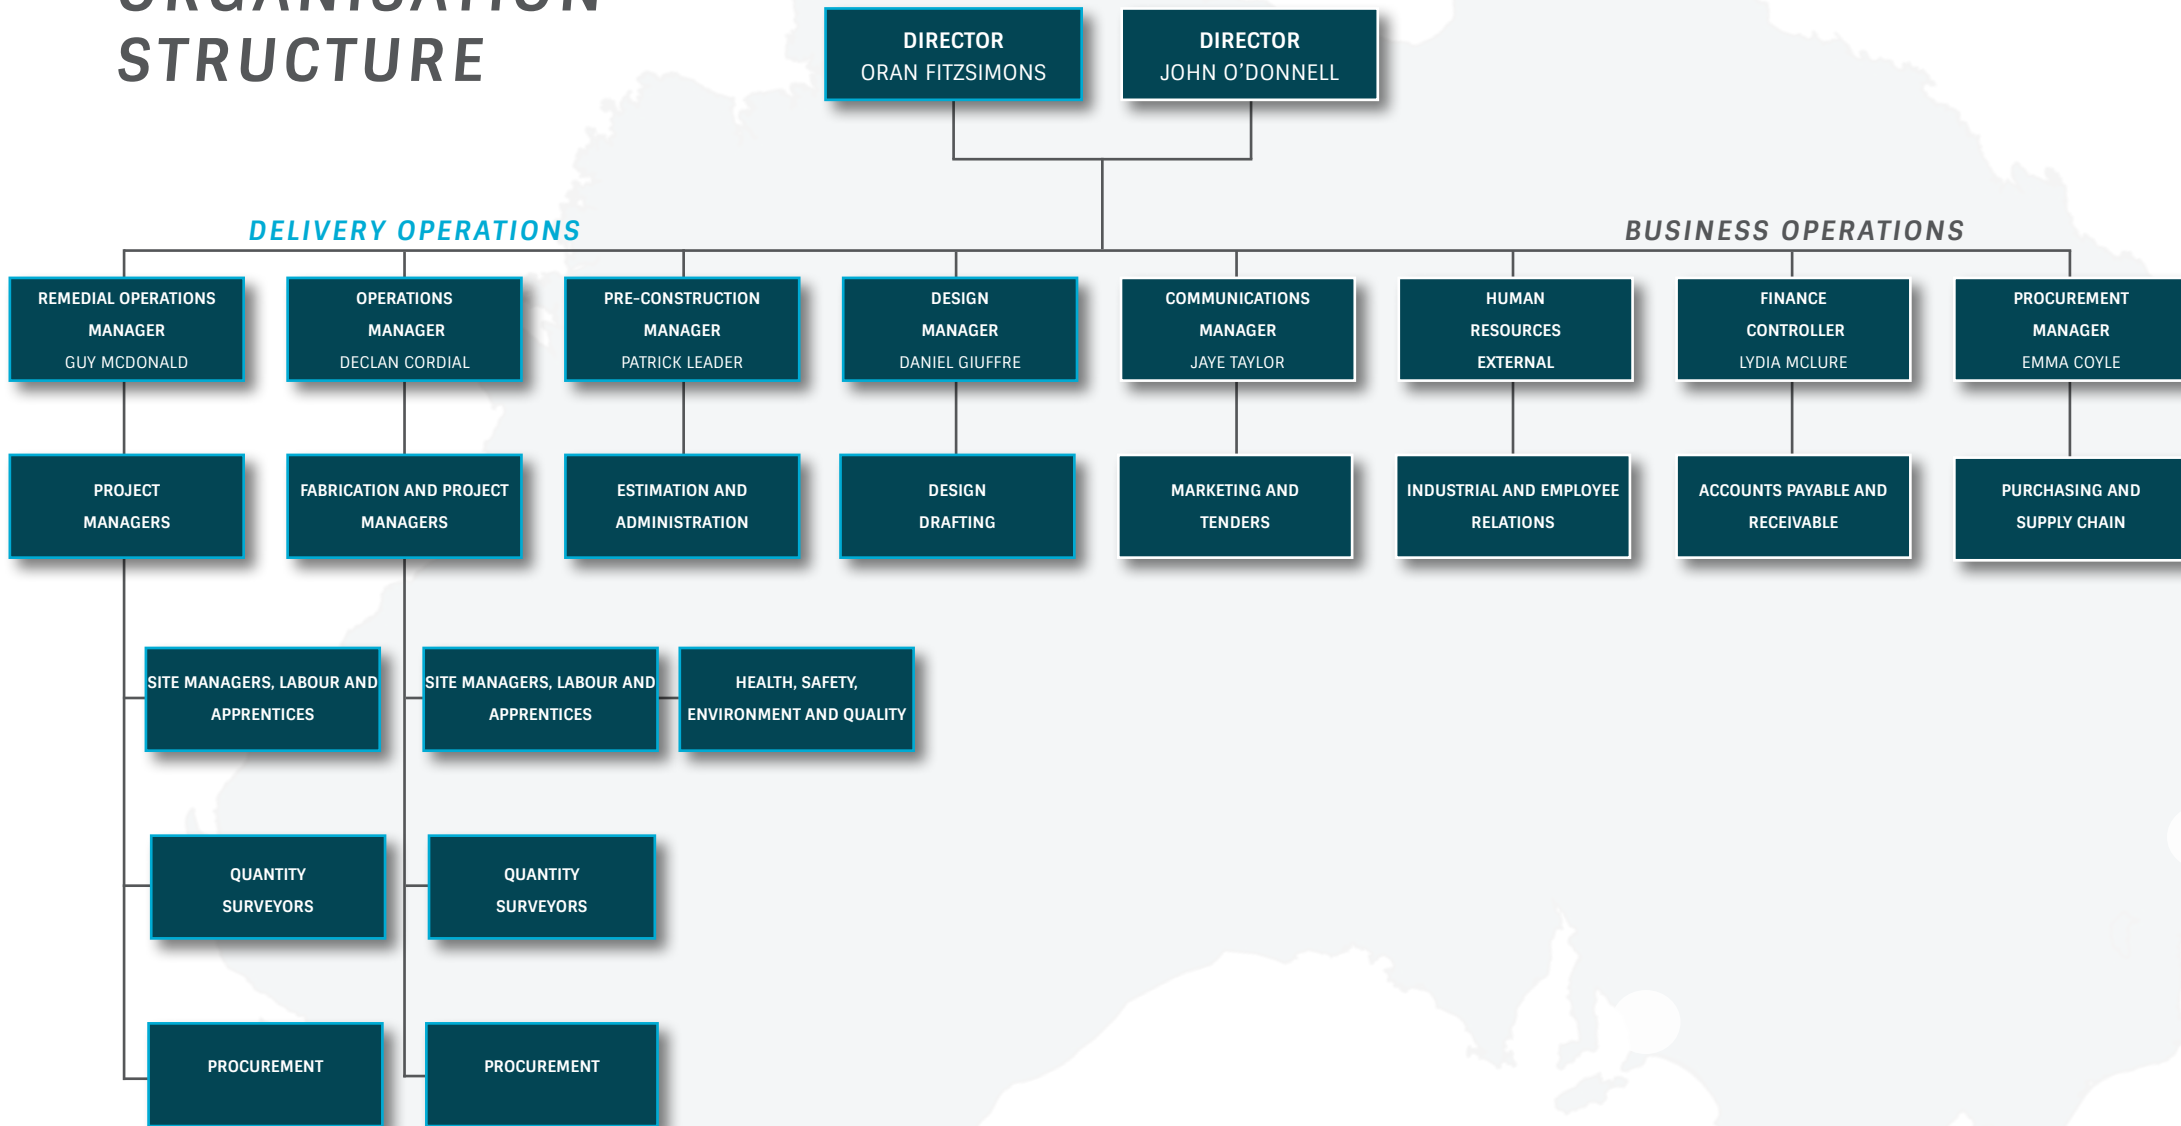 ORGANISATION
STRUCTURE
DIRECTOR
ORAN FITZSIMONS
DIRECTOR
JOHN O'DONNELL
DELIVERY OPERATIONS
BUSINESS OPERATIONS
REMEDIAL OPERATIONS
MANAGER
GUY MCDONALD
OPERATIONS
MANAGER
DECLAN CORDIAL
PRE-CONSTRUCTION
MANAGER
PATRICK LEADER
DESIGN
MANAGER
DANIEL GIUFFRE
COMMUNICATIONS
MANAGER
JAYE TAYLOR
HUMAN
RESOURCES
EXTERNAL
FINANCE
CONTROLLER
LYDIA MCLURE
PROCUREMENT
MANAGER
EMMA COYLE
PROJECT
MANAGERS
FABRICATION AND PROJECT
MANAGERS
ESTIMATION AND
ADMINISTRATION
DESIGN
DRAFTING
MARKETING AND
TENDERS
INDUSTRIAL AND EMPLOYEE
RELATIONS
ACCOUNTS PAYABLE AND
RECEIVABLE
PURCHASING AND
SUPPLY CHAIN
SITE MANAGERS, LABOUR AND
APPRENTICES
SITE MANAGERS, LABOUR AND
APPRENTICES
HEALTH, SAFETY,
ENVIRONMENT AND QUALITY
QUANTITY
SURVEYORS
QUANTITY
SURVEYORS
PROCUREMENT
PROCUREMENT